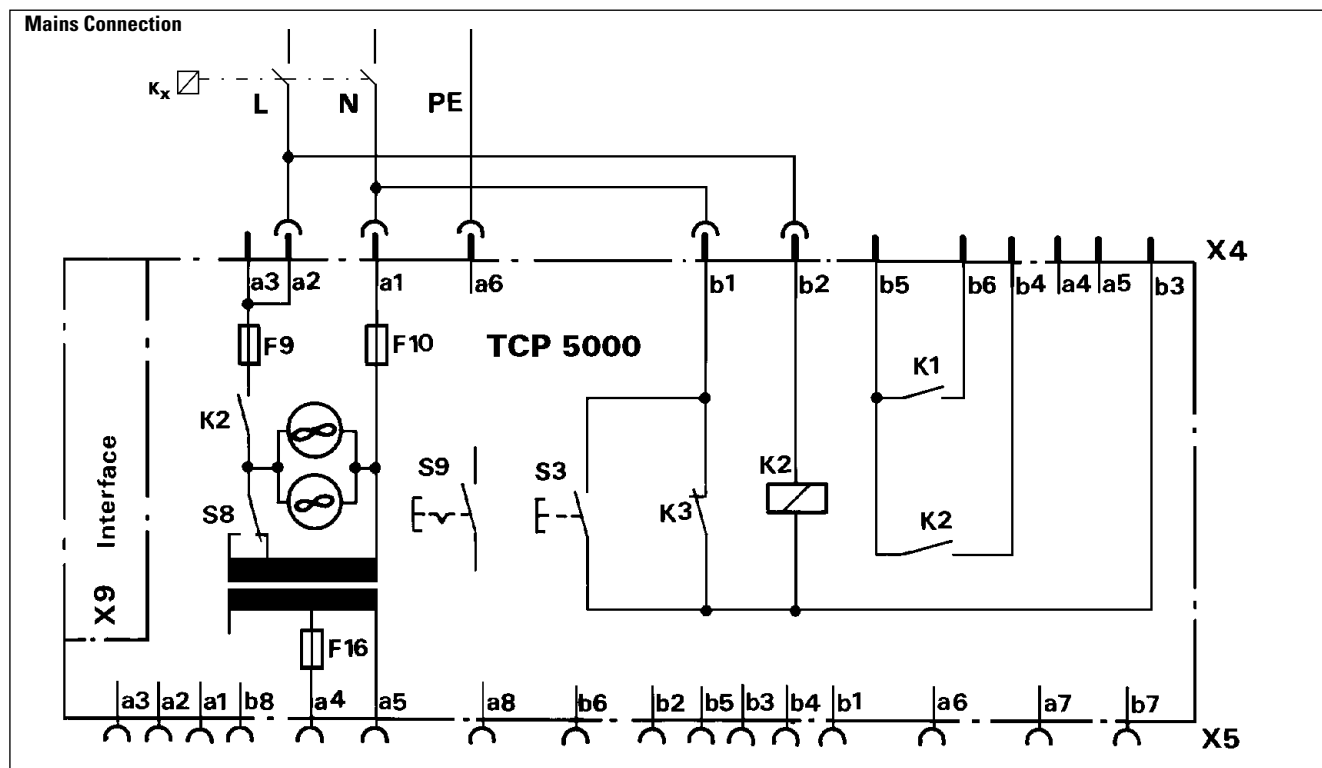 Mains Connection
Kx
L N PE
X4
a3 a2 a1 a6 b1 b2 b5 b6 b4 a4 a5 b3
F9 F10 TCP 5000
K1
K2
S9 S3 K2
S8 K3 K2
X9 Interface
F16
a3 a2 a1 b8 a4 a5 a8 b6 b2 b5 b3 b4 b1 a6 a7 b7
X5